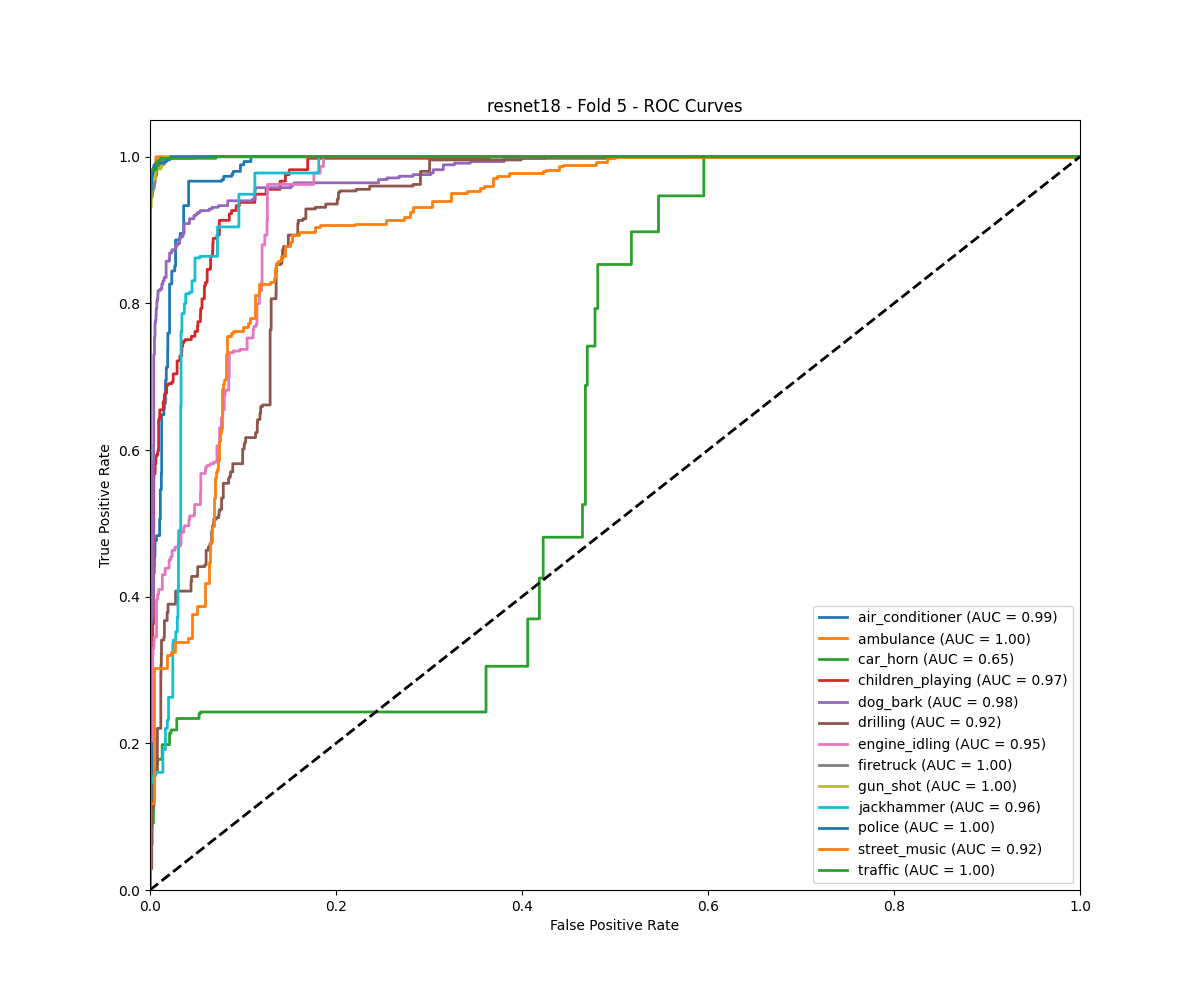 resnet18 - Fold 5 - ROC Curves
True Positive Rate
1.0
0.8
0.6
0.4
0.2
0.0
air_conditioner (AUC = 0.99)
ambulance (AUC = 1.00)
car_horn (AUC = 0.65)
children_playing (AUC = 0.97)
dog_bark (AUC = 0.98)
drilling (AUC = 0.92)
engine_idling (AUC = 0.95)
firetruck (AUC = 1.00)
gun_shot (AUC = 1.00)
jackhammer (AUC = 0.96)
police (AUC = 1.00)
street_music (AUC = 0.92)
traffic (AUC = 1.00)
0.0 0.2 0.4 0.6 0.8 1.0
False Positive Rate